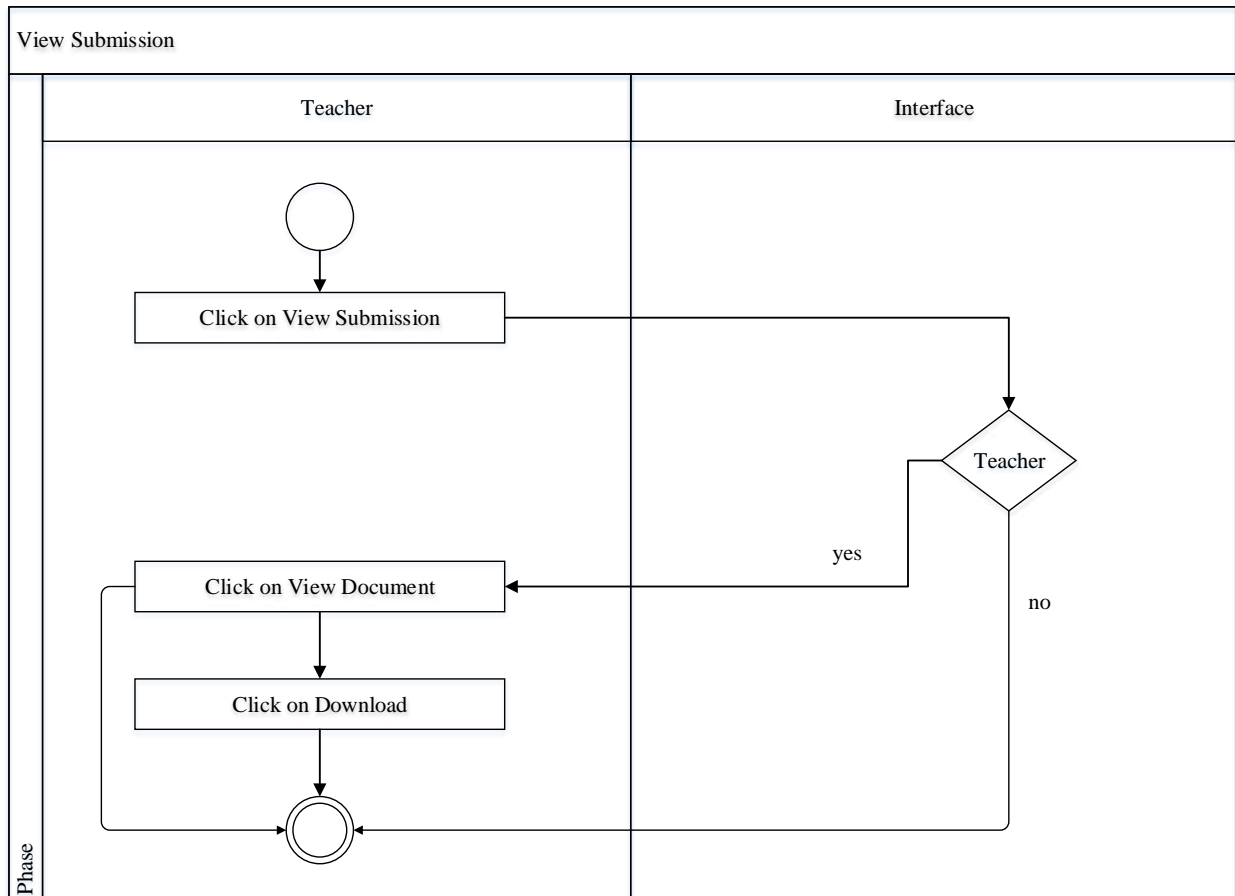 View Submission
Teacher
Interface
Click on View Submission
Teacher
yes
Click on View Document
no
Click on Download
Phase